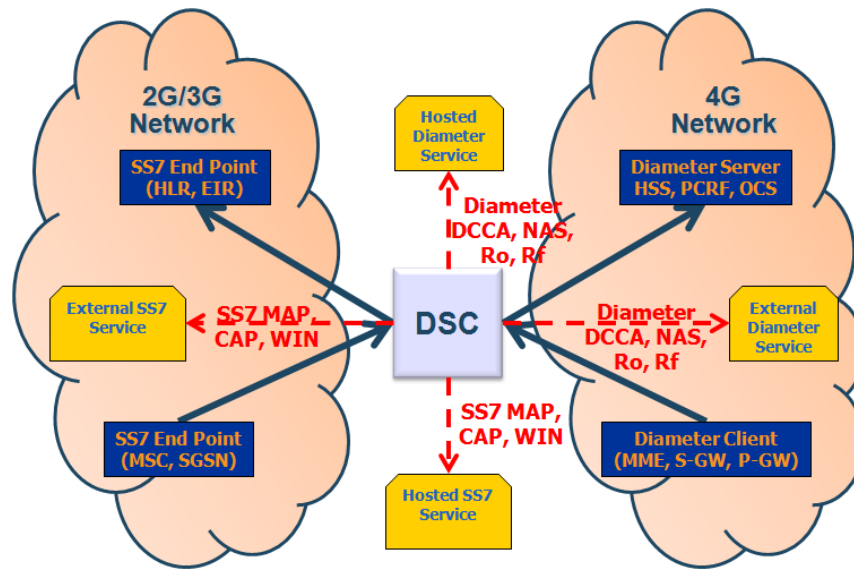 2G/3G
Network
SS7 End Point
(HLR, EIR)
External SS7
Service
SS7 MAP,
CAP, WIN
SS7 End Point
(MSC, SGSN)
Hosted
Diameter
Service
Diameter
DCCA, NAS,
Ro, Rf
DSC
SS7 MAP,
CAP, WIN
Hosted SS7
Service
4G
Network
Diameter Server
HSS, PCRF, OCS
Diameter
DCCA, NAS,
Ro, Rf
External
Diameter
Service
Diameter Client
(MME, S-GW, P-GW)